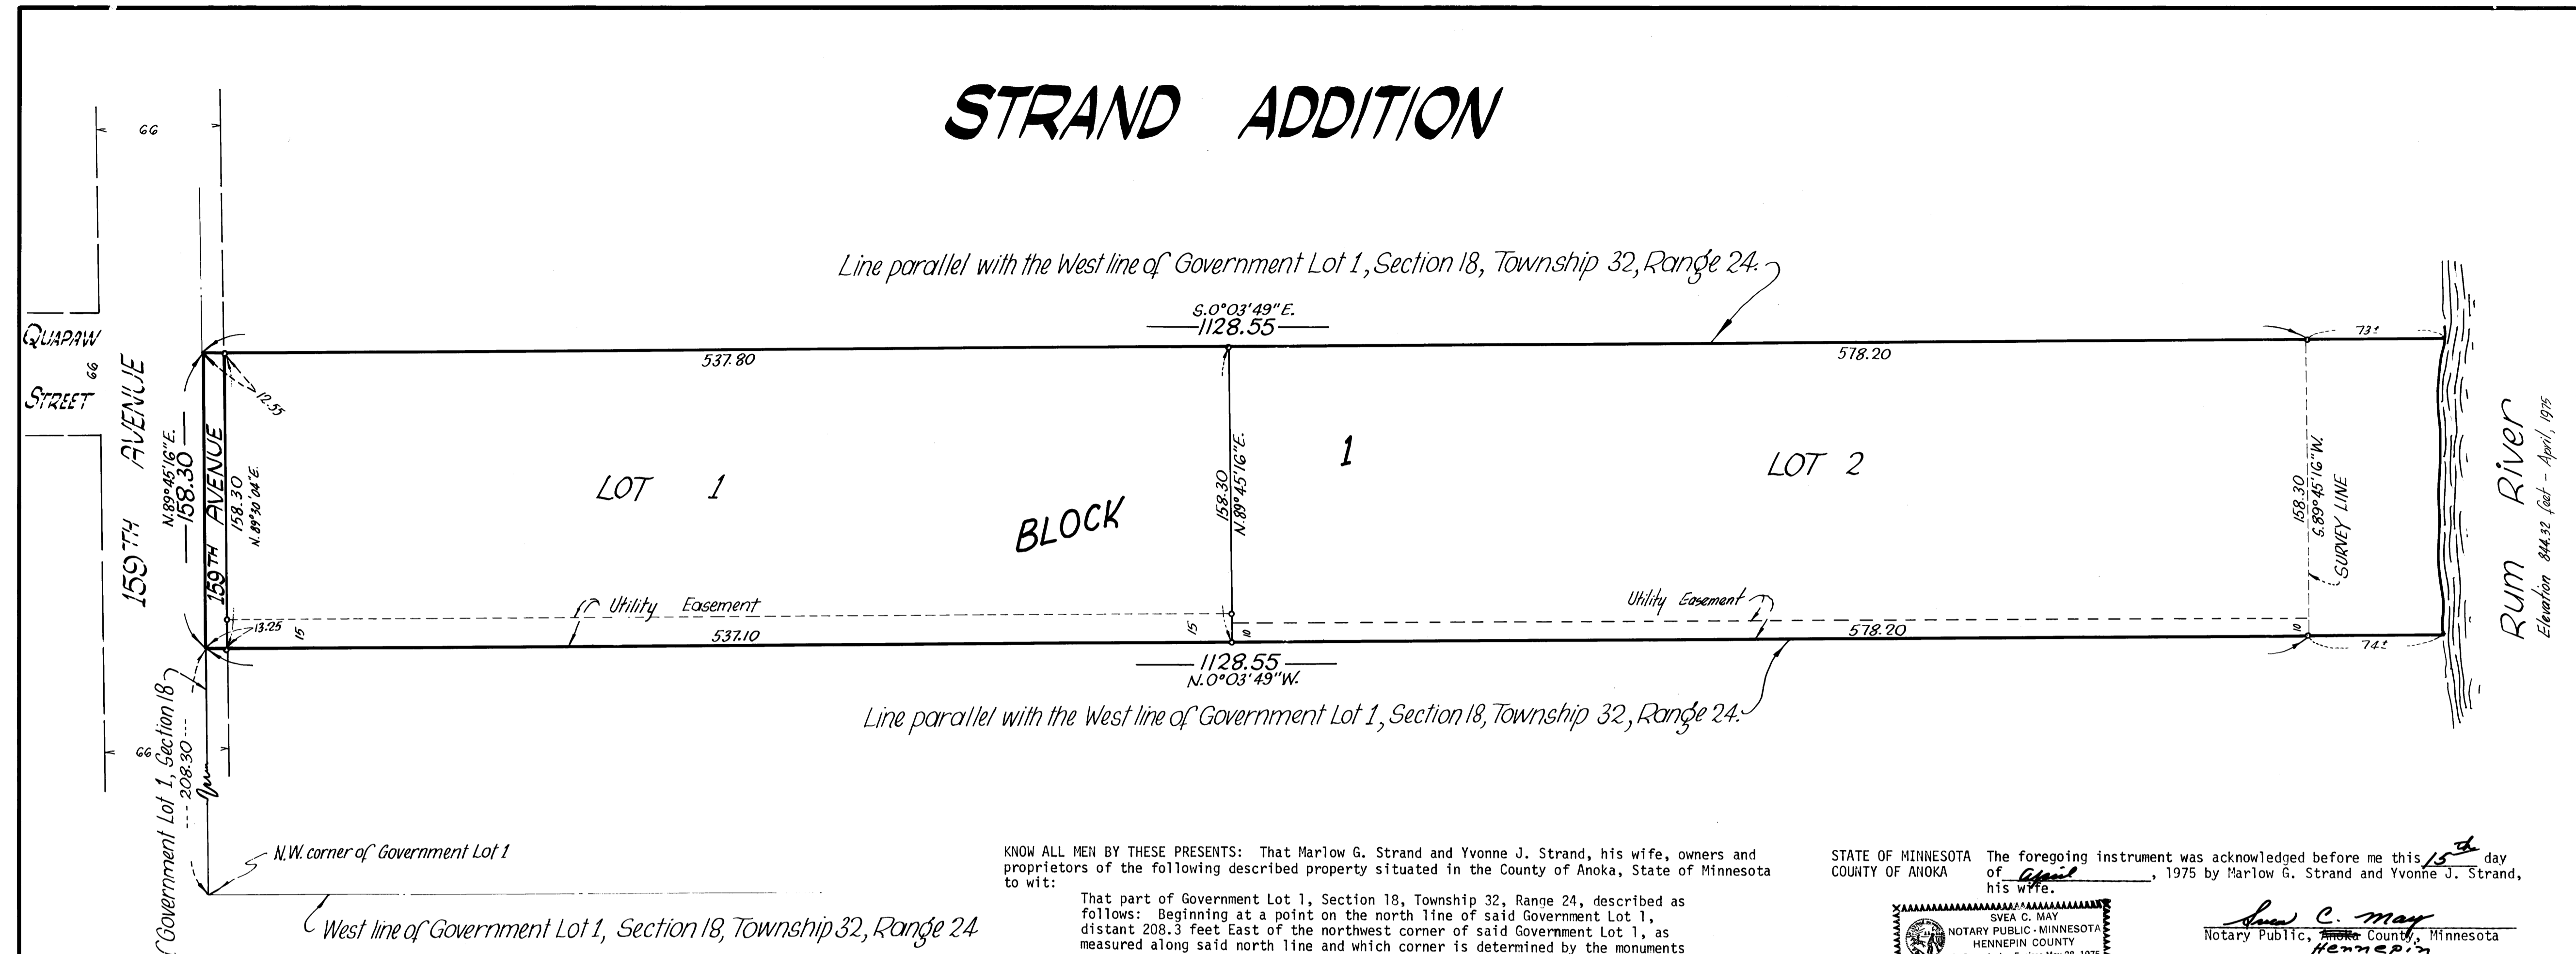 STRAND ADDITION
66
Line parallel with the West line of Government Lot 1, Section 18, Township 32, Range 24.
S.0°03'49"E.
1128.55
QUAPAW
STREET
66
159TH AVENUE
N.89°45'16"E.
158.30
159TH AVENUE
158.30
N.89°30'04"E.
12.55
537.80
578.20
73±
LOT 1
BLOCK
1
158.30
N.89°45'16"E.
LOT 2
158.30
S.89°45'16"W.
SURVEY LINE
Rum River
Elevation 844.32 feet - April, 1975
Utility Easement
Utility Easement
13.25
15
537.10
15
10
578.20
10
74±
1128.55
N.0°03'49"W.
Line parallel with the West line of Government Lot 1, Section 18, Township 32, Range 24.
66
Government Lot 1, Section 18
208.30
N.W. corner of Government Lot 1
West line of Government Lot 1, Section 18, Township 32, Range 24
KNOW ALL MEN BY THESE PRESENTS: That Marlow G. Strand and Yvonne J. Strand, his wife, owners and
proprietors of the following described property situated in the County of Anoka, State of Minnesota
to wit:
That part of Government Lot 1, Section 18, Township 32, Range 24, described as
follows: Beginning at a point on the north line of said Government Lot 1,
distant 208.3 feet East of the northwest corner of said Government Lot 1, as
measured along said north line and which corner is determined by the monuments
STATE OF MINNESOTA
COUNTY OF ANOKA
The foregoing instrument was acknowledged before me this 15th day
of April, 1975 by Marlow G. Strand and Yvonne J. Strand,
his wife.
SVEA C. MAY
NOTARY PUBLIC - MINNESOTA
HENNEPIN COUNTY
Svea C. May
Notary Public, Anoka County, Minnesota
Hennepin